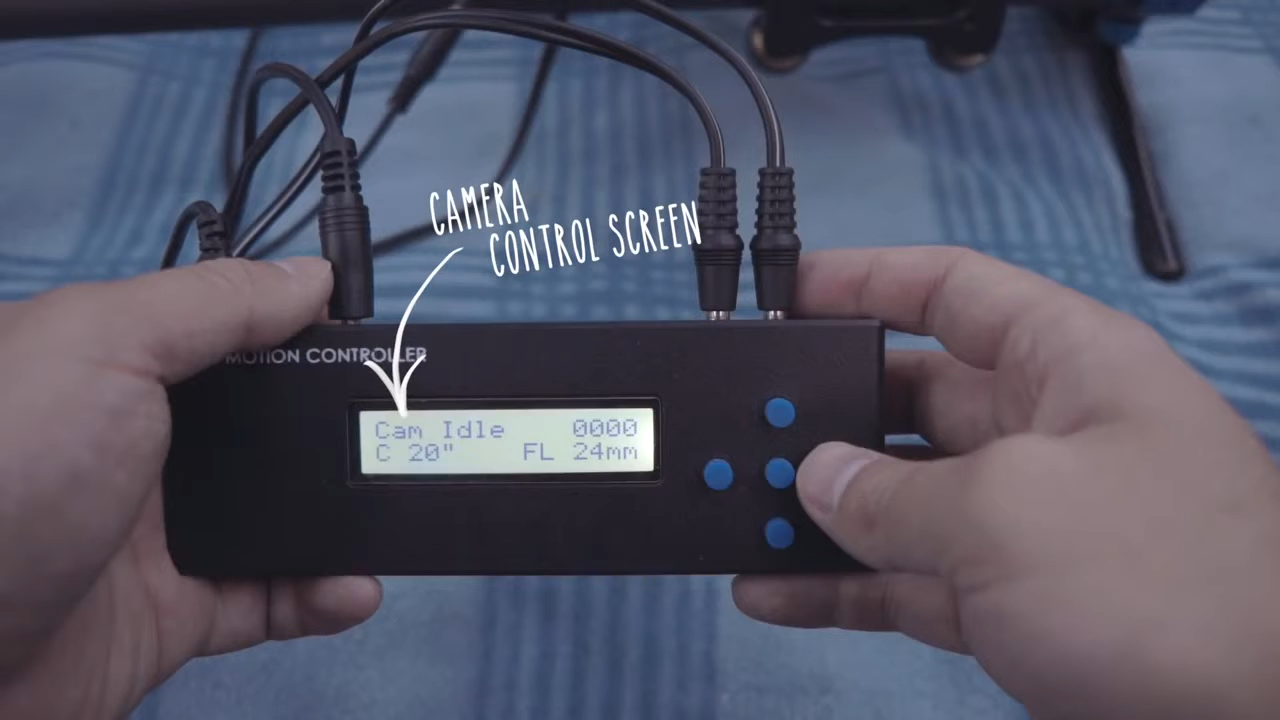 CAMERA
CONTROL SCREEN
MOTION CONTROLLER
Cam Idle 0000
C 20" FL 24mm